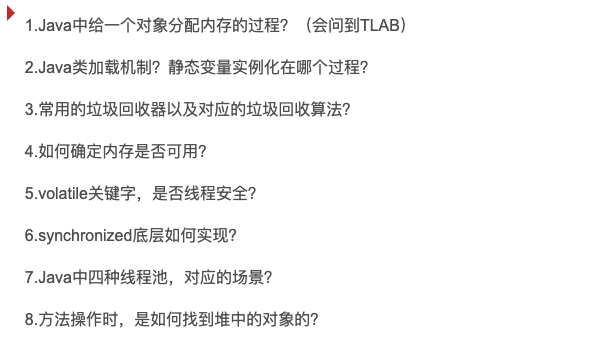 1.Java中给一个对象分配内存的过程？（会问到TLAB）
2.Java类加载机制？静态变量实例化在哪个过程？
3.常用的垃圾回收器以及对应的垃圾回收算法？
4.如何确定内存是否可用？
5.volatile关键字，是否线程安全？
6.synchronized底层如何实现？
7.Java中四种线程池，对应的场景？
8.方法操作时，是如何找到堆中的对象的？